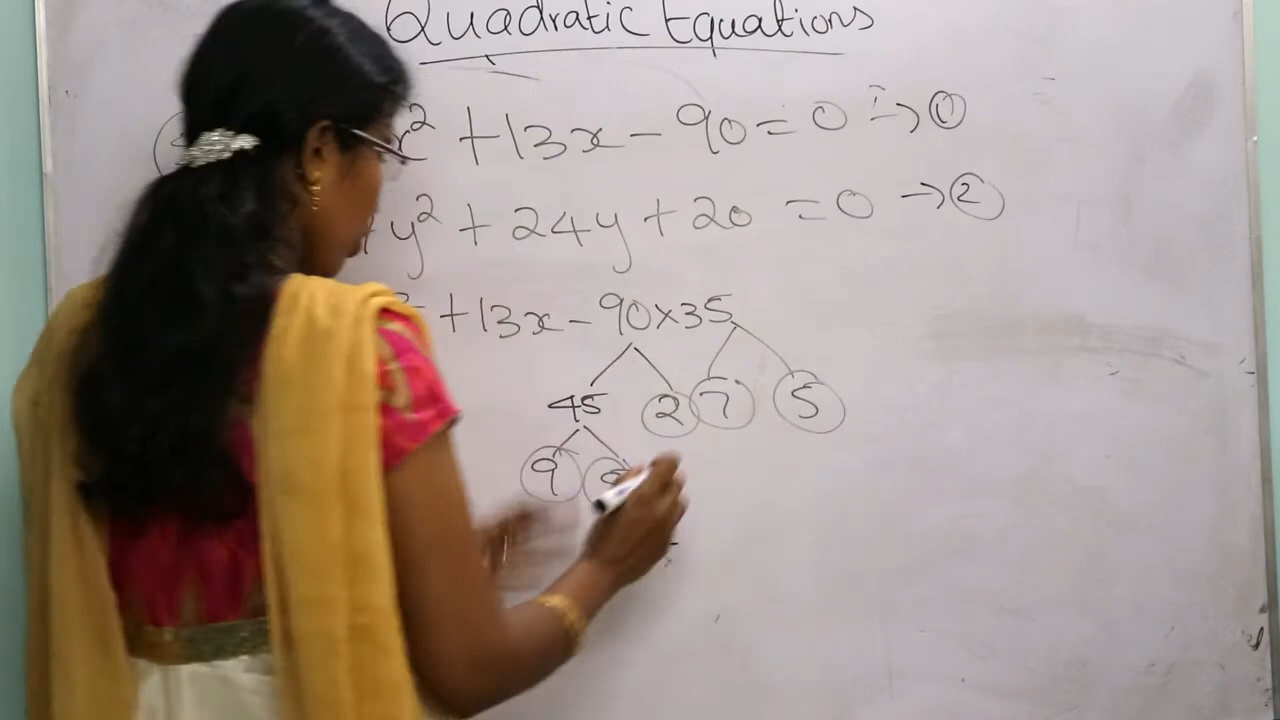 Quadratic Equations
x² + 13x - 90 = 0 → ①
y² + 24y + 20 = 0 → ②
+ 13x - 90 x 35
45 2 7 5
9